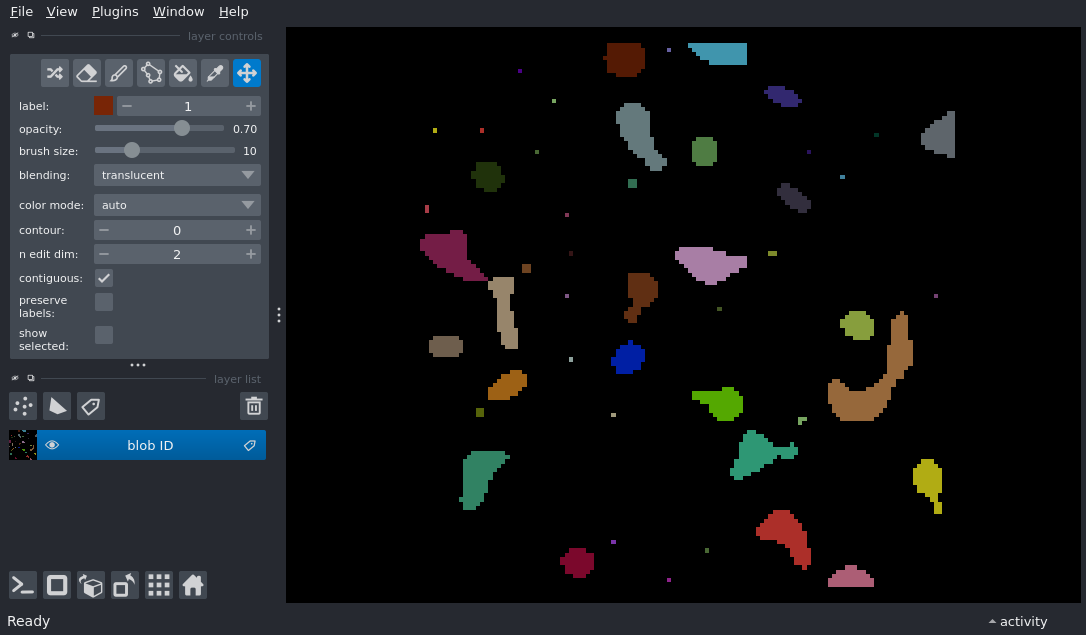 File View Plugins Window Help
layer controls
label: 1
opacity: 0.70
brush size: 10
blending: translucent
color mode: auto
contour: 0
n edit dim: 2
contiguous:
preserve
labels:
show
selected:
layer list
blob ID
Ready
activity